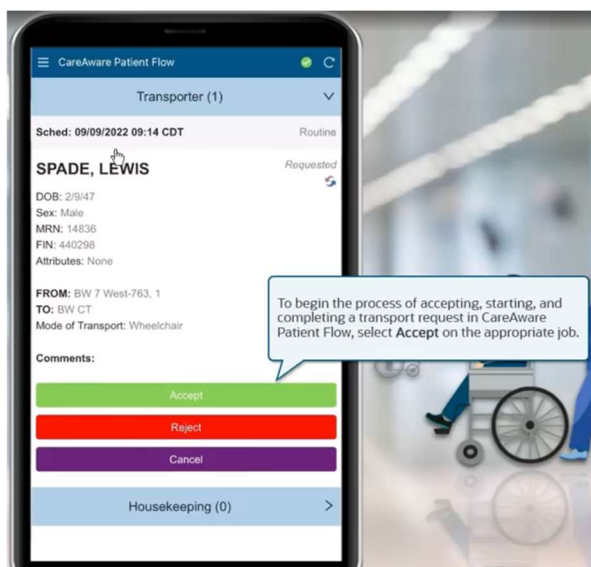 CareAware Patient Flow
Transporter (1)
Sched: 09/09/2022 09:14 CDT Routine
SPADE, LEWIS Requested
DOB: 2/9/47
Sex: Male
MRN: 14836
FIN: 440298
Attributes: None
FROM: BW 7 West-763, 1
TO: BW CT
Mode of Transport: Wheelchair
Comments:
To begin the process of accepting, starting, and
completing a transport request in CareAware
Patient Flow, select Accept on the appropriate job.
Accept
Reject
Cancel
Housekeeping (0)